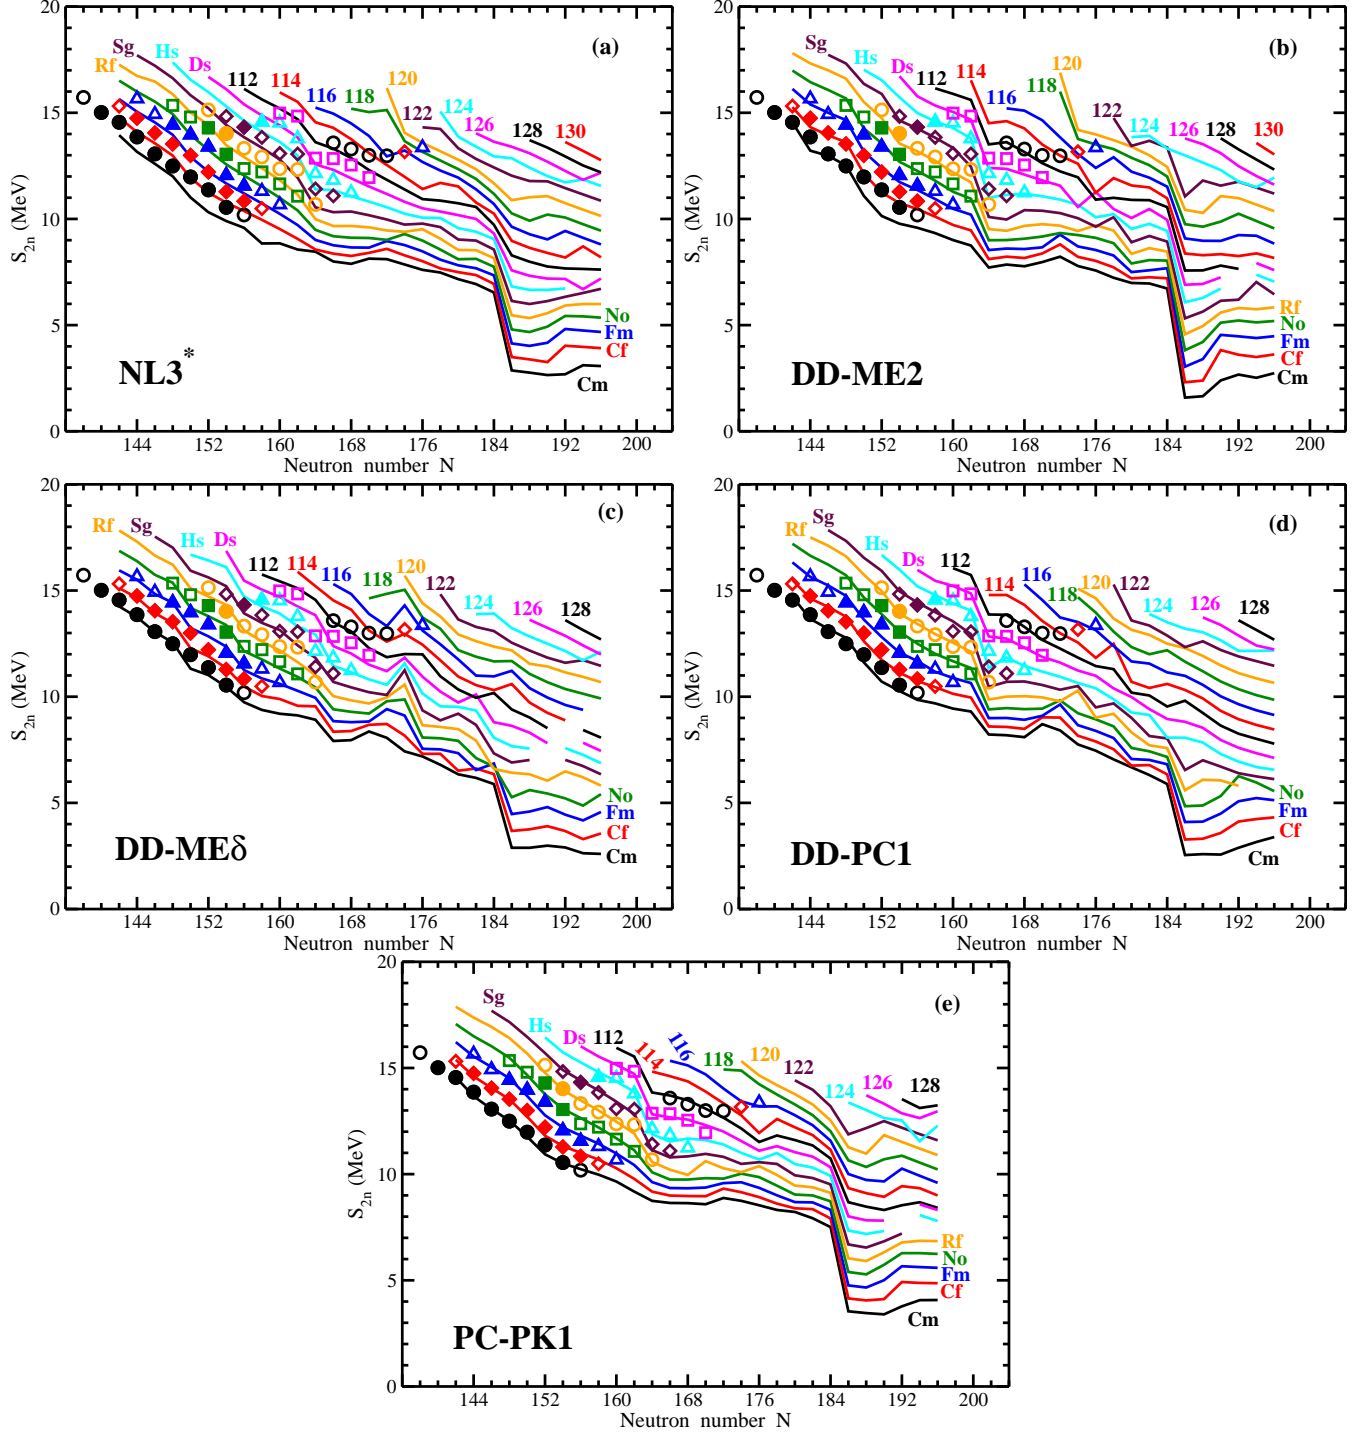 (a)
Sg
Hs
Ds
Rf
112
114
116
118
120
122
124
126
128
130
20
15
10
5
0
S2n (MeV)
No
Fm
Cf
Cm
NL3*
144 152 160 168 176 184 192 200
Neutron number N
(b)
Sg
Hs
Ds
112
114
116
118
120
122
124
126
128
130
20
15
10
5
0
S2n (MeV)
Rf
No
Fm
Cf
Cm
DD-ME2
144 152 160 168 176 184 192 200
Neutron number N
(c)
Rf
Sg
Hs
Ds
112
114
116
118
120
122
124
126
128
20
15
10
5
0
S2n (MeV)
No
Fm
Cf
Cm
DD-MEδ
144 152 160 168 176 184 192 200
Neutron number N
(d)
Sg
Hs
Ds
112
114
116
118
120
122
124
126
128
20
15
10
5
0
S2n (MeV)
No
Fm
Cf
Cm
DD-PC1
144 152 160 168 176 184 192 200
Neutron number N
(e)
Sg
Hs
Ds
112
114
116
118
120
122
124
126
128
20
15
10
5
0
S2n (MeV)
Rf
No
Fm
Cf
Cm
PC-PK1
144 152 160 168 176 184 192 200
Neutron number N